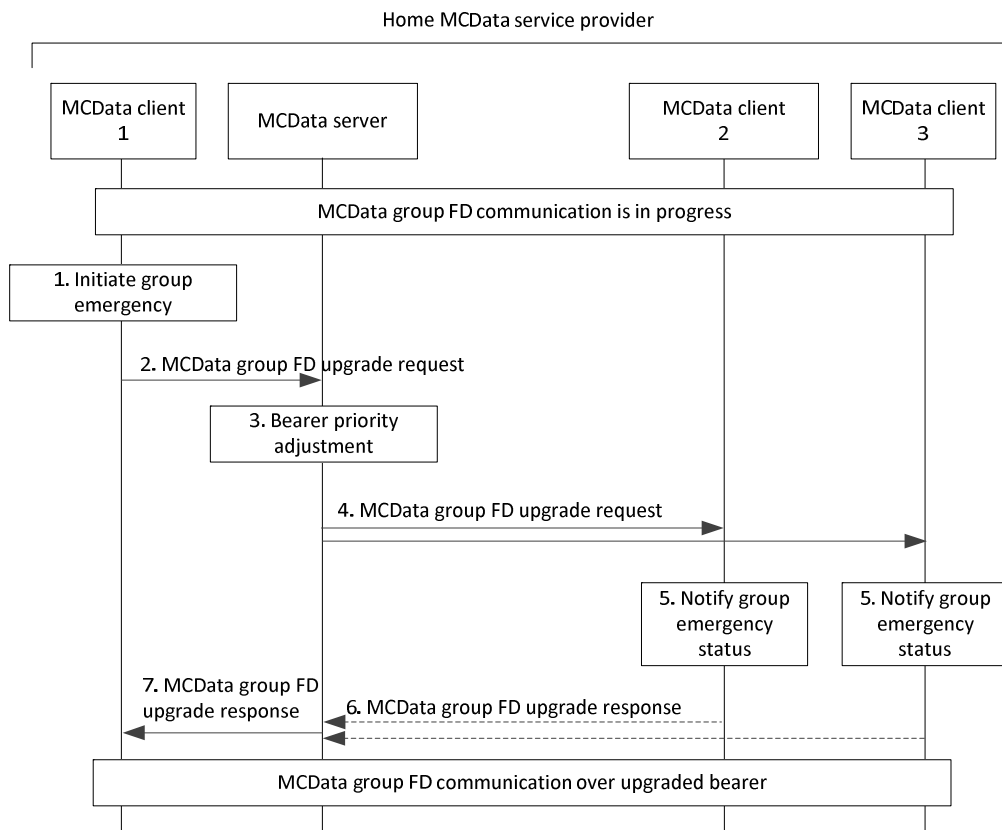 Home MCData service provider
MCData client
1
MCData server
MCData client
2
MCData client
3
MCData group FD communication is in progress
1. Initiate group
emergency
2. MCData group FD upgrade request
3. Bearer priority
adjustment
4. MCData group FD upgrade request
5. Notify group
emergency
status
5. Notify group
emergency
status
7. MCData group FD
upgrade response
6. MCData group FD upgrade response
MCData group FD communication over upgraded bearer